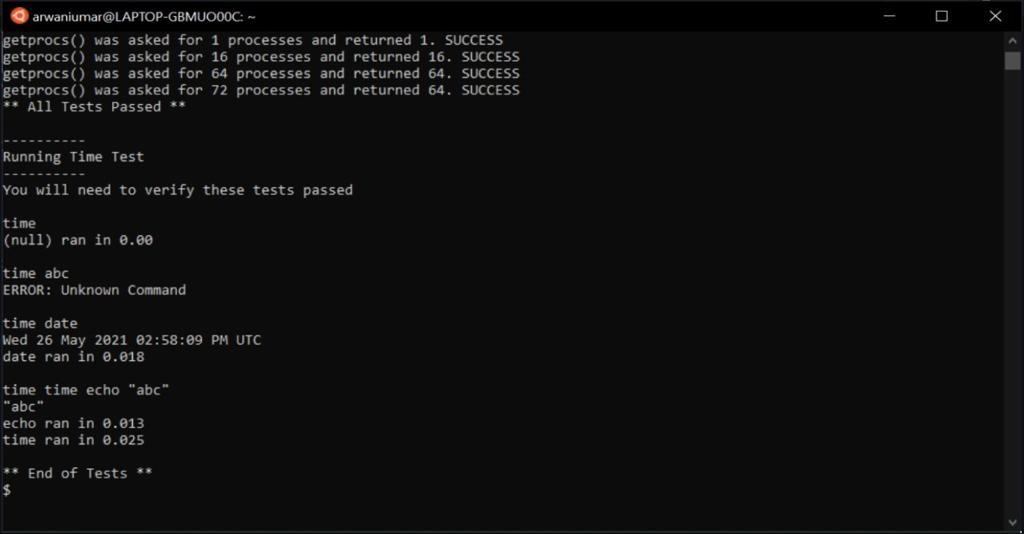 arwaniumar@LAPTOP-GBMUO00C: ~
getprocs() was asked for 1 processes and returned 1. SUCCESS
getprocs() was asked for 16 processes and returned 16. SUCCESS
getprocs() was asked for 64 processes and returned 64. SUCCESS
getprocs() was asked for 72 processes and returned 64. SUCCESS
** All Tests Passed **
----------
Running Time Test
----------
You will need to verify these tests passed
time
(null) ran in 0.00
time abc
ERROR: Unknown Command
time date
Wed 26 May 2021 02:58:09 PM UTC
date ran in 0.018
time time echo "abc"
"abc"
echo ran in 0.013
time ran in 0.025
** End of Tests **
$